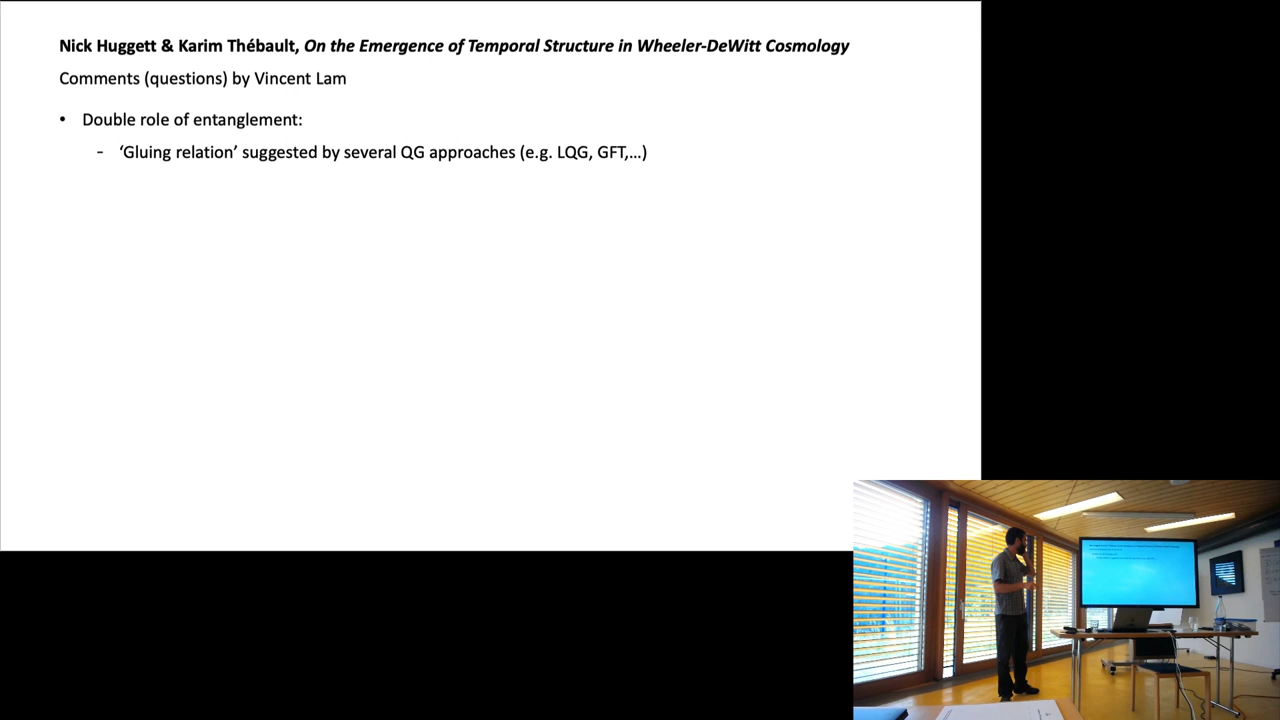 Nick Huggett & Karim Thébault, On the Emergence of Temporal Structure in Wheeler-DeWitt Cosmology
Comments (questions) by Vincent Lam
• Double role of entanglement:
- ‘Gluing relation’ suggested by several QG approaches (e.g. LQG, GFT,…)